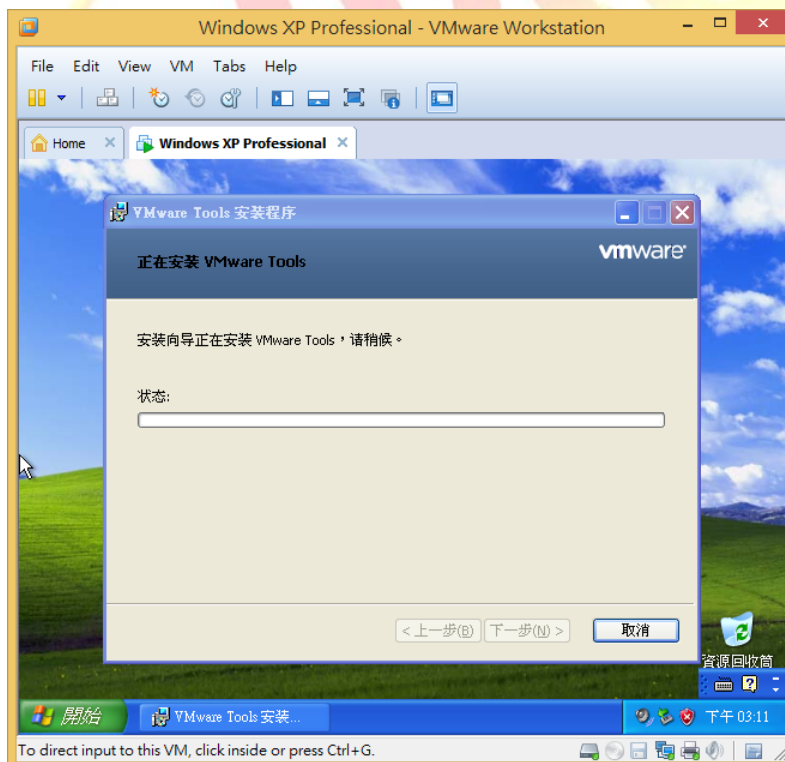 Windows XP Professional - VMware Workstation
File Edit View VM Tabs Help
Home
Windows XP Professional
VMware Tools 安装程序
正在安装 VMware Tools
vmware
安装向导正在安装 VMware Tools，请稍候。
状态:
< 上一步(B)
下一步(N) >
取消
資源回收筒
開始
VMware Tools 安装...
下午 03:11
To direct input to this VM, click inside or press Ctrl+G.